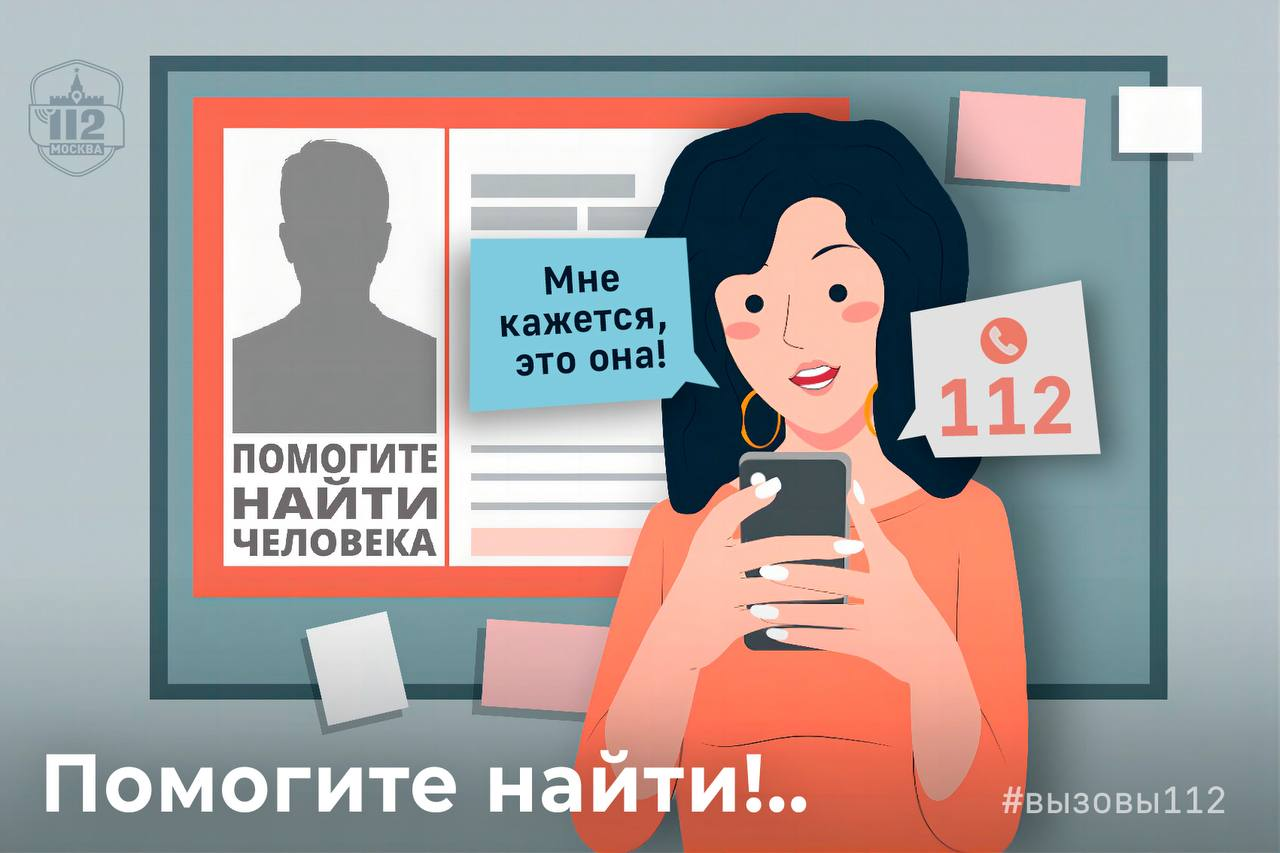 112
МОСКВА
Мне
кажется,
это она!
112
ПОМОГИТЕ
НАЙТИ
ЧЕЛОВЕКА
Помогите найти!..
#вызовы112